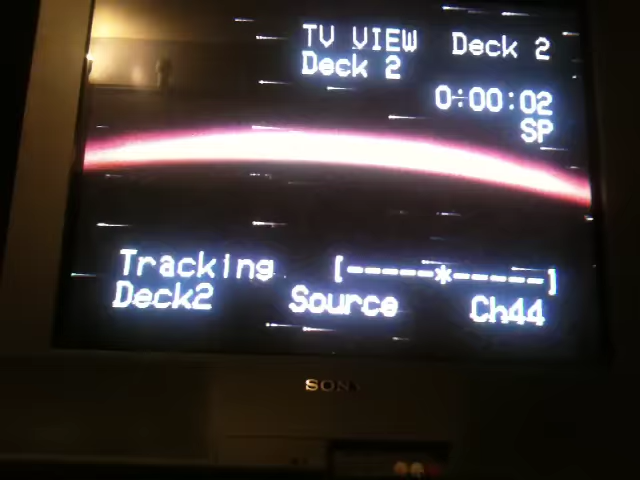 TV VIEW Deck 2
Deck 2
0:00:02
SP
Tracking [-----*-----]
Deck2 Source Ch44
SONY